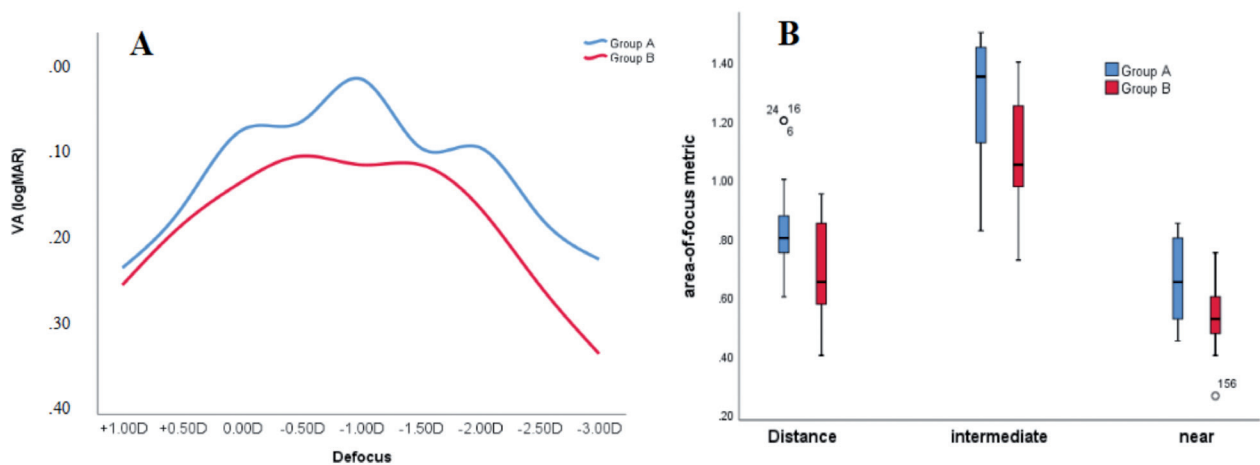 A
Group A
Group B
.00
.10
.20
.30
.40
VA (logMAR)
+1.00D +0.50D 0.00D -0.50D -1.00D -1.50D -2.00D -2.50D -3.00D
Defocus
B
Group A
Group B
1.40
1.20
1.00
.80
.60
.40
.20
area-of-focus metric
24 16
6
156
Distance intermediate near